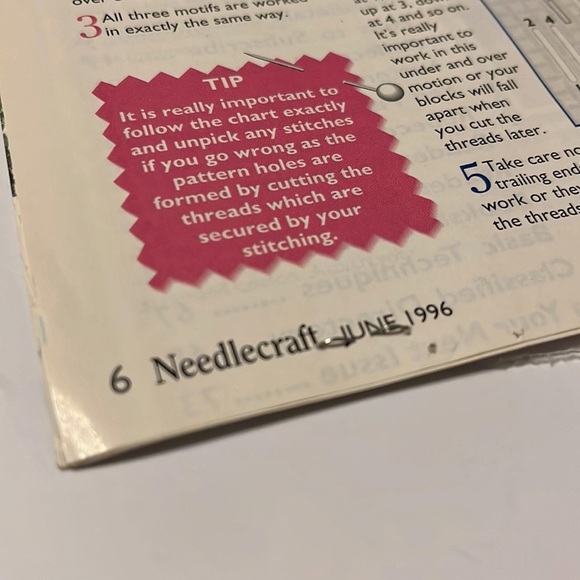 3 All three motifs are worked
in exactly the same way.
TIP
It is really important to
follow the chart exactly
and unpick any stitches
if you go wrong as the
pattern holes are
formed by cutting the
threads which are
secured by your
stitching.
up at 3, down
at 4 and so on.
It's really
important to
work in this
under and over
motion or your
blocks will fall
apart when
you cut the
threads later.
5 Take care
trailing end
work or
the threads
2 4
6 Needlecraft JUNE 1996